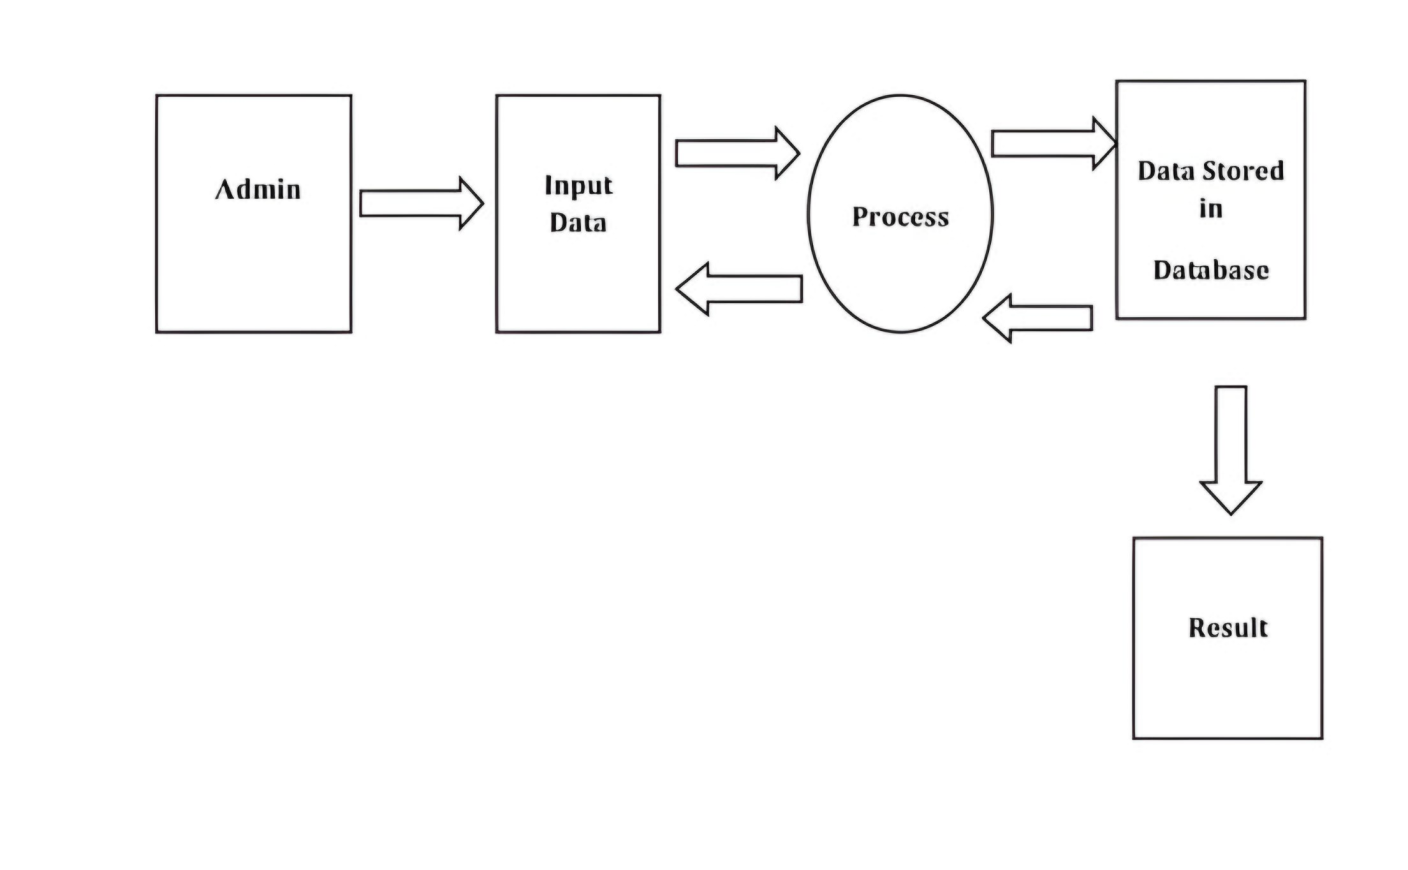 Admin
Input
Data
Process
Data Stored
in
Database
Result